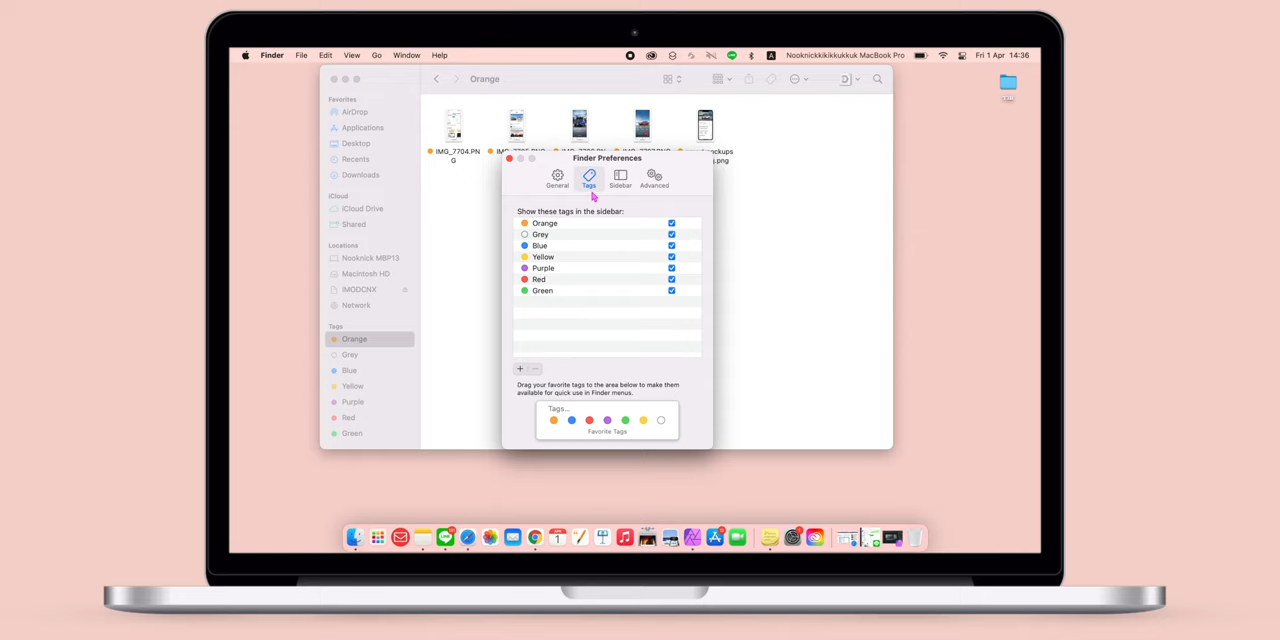 Finder File Edit View Go Window Help
A Nooknickkikikkukkuk MacBook Pro Fri 1 Apr 14:36
Orange
Favorites
AirDrop
Applications
Desktop
Recents
Downloads
iCloud
iCloud Drive
Shared
Locations
Nooknick MBP13
Macintosh HD
IMODCNX
Network
Tags
Orange
Grey
Blue
Yellow
Purple
Red
Green
IMG_7704.PN
G
Finder Preferences
General Tags Sidebar Advanced
Show these tags in the sidebar:
Orange
Grey
Blue
Yellow
Purple
Red
Green
+ −
Drag your favorite tags to the area below to make them
available for quick use in Finder menus.
Tags...
Favorite Tags